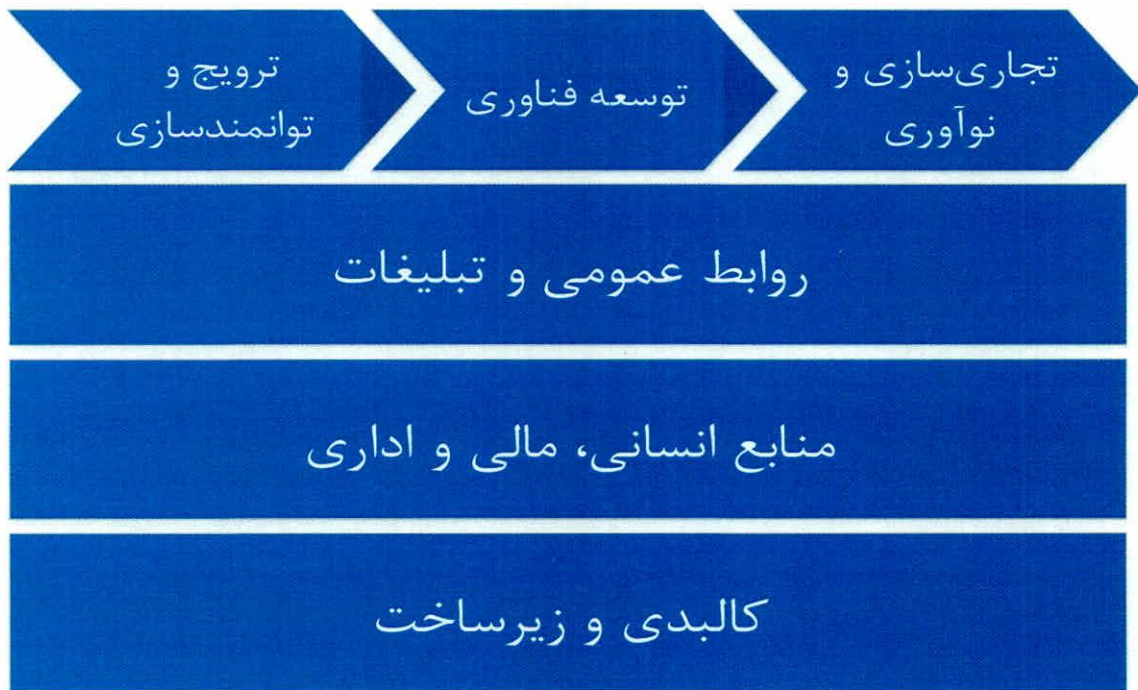 ترویج و
توانمندسازی
توسعه فناوری
تجاری‌سازی و
نوآوری
روابط عمومی و تبلیغات
منابع انسانی، مالی و اداری
کالبدی و زیرساخت